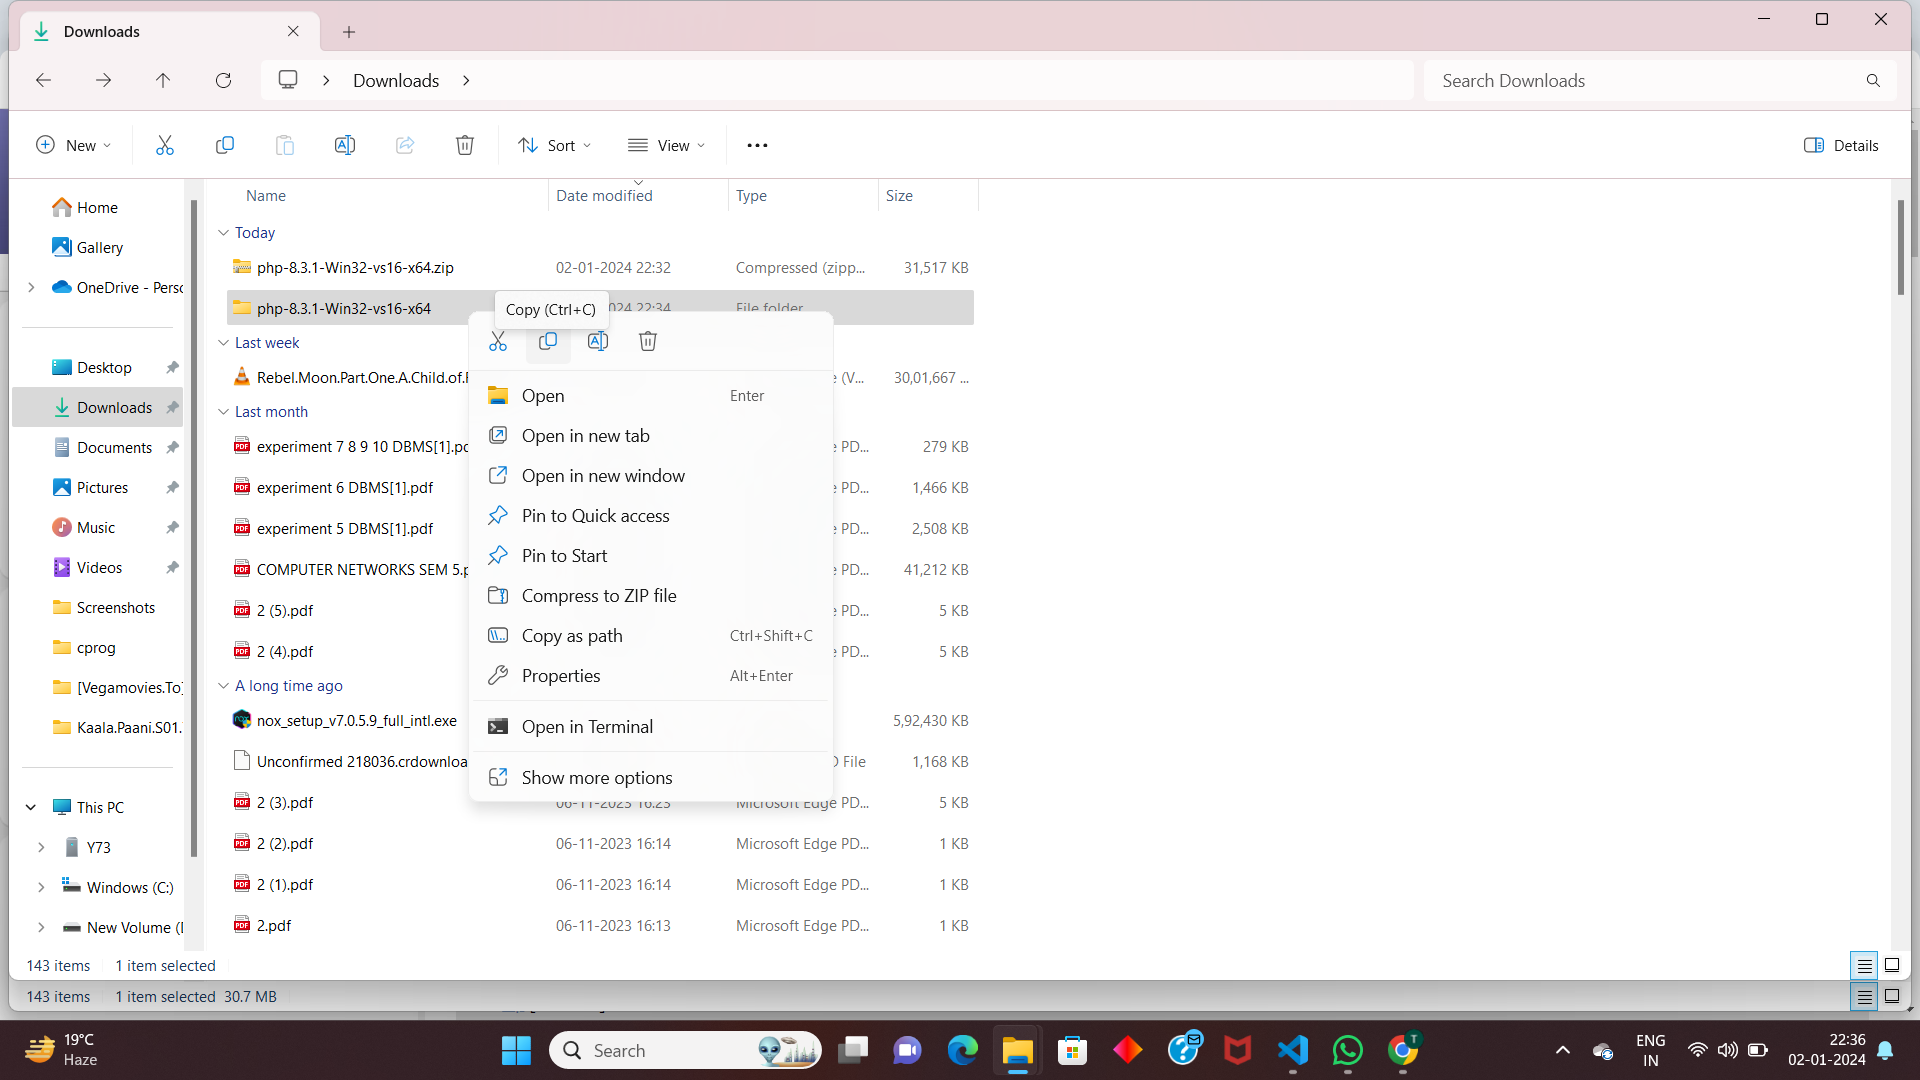 Downloads
Downloads
Search Downloads
New
Sort
View
Details
Home
Gallery
OneDrive - Perso
Desktop
Downloads
Documents
Pictures
Music
Videos
Screenshots
cprog
[Vegamovies.To]
Kaala.Paani.S01.
This PC
Y73
Windows (C:)
New Volume (
Name Date modified Type Size
Today
php-8.3.1-Win32-vs16-x64.zip 02-01-2024 22:32 Compressed (zipp... 31,517 KB
php-8.3.1-Win32-vs16-x64 024 22:34 File folder
Last week
Rebel.Moon.Part.One.A.Child.of.F e (V... 30,01,667 ...
Last month
experiment 7 8 9 10 DBMS[1].pd e PD... 279 KB
experiment 6 DBMS[1].pdf e PD... 1,466 KB
experiment 5 DBMS[1].pdf e PD... 2,508 KB
COMPUTER NETWORKS SEM 5.p e PD... 41,212 KB
2 (5).pdf e PD... 5 KB
2 (4).pdf e PD... 5 KB
A long time ago
nox_setup_v7.0.5.9_full_intl.exe 5,92,430 KB
Unconfirmed 218036.crdownloa D File 1,168 KB
2 (3).pdf 06-11-2023 16:23 Microsoft Edge PD... 5 KB
2 (2).pdf 06-11-2023 16:14 Microsoft Edge PD... 1 KB
2 (1).pdf 06-11-2023 16:14 Microsoft Edge PD... 1 KB
2.pdf 06-11-2023 16:13 Microsoft Edge PD... 1 KB
Copy (Ctrl+C)
Open Enter
Open in new tab
Open in new window
Pin to Quick access
Pin to Start
Compress to ZIP file
Copy as path Ctrl+Shift+C
Properties Alt+Enter
Open in Terminal
Show more options
143 items 1 item selected
143 items 1 item selected 30.7 MB
19°C
Haze
Search
T
ENG
IN
22:36
02-01-2024